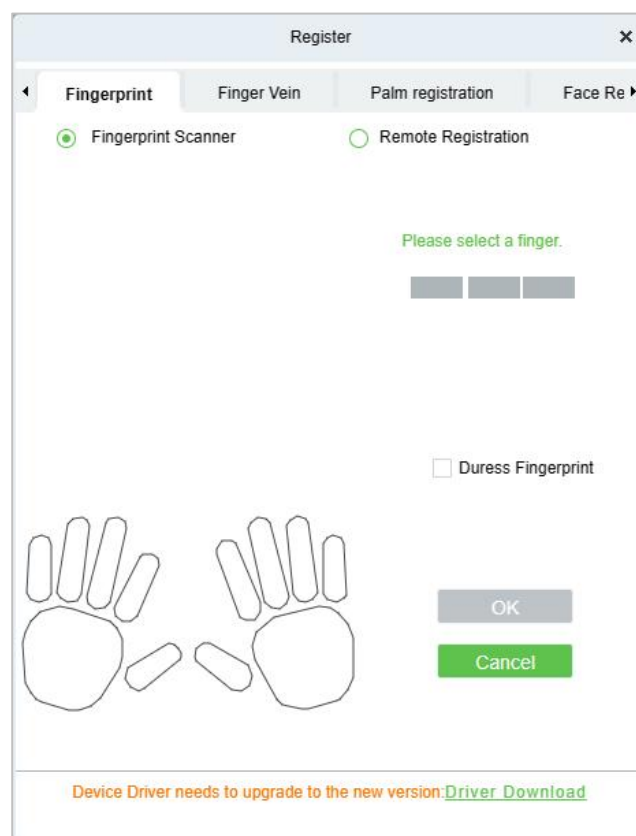 Register
Fingerprint Finger Vein Palm registration Face Re
Fingerprint Scanner Remote Registration
Please select a finger.
Duress Fingerprint
OK
Cancel
Device Driver needs to upgrade to the new version:Driver Download